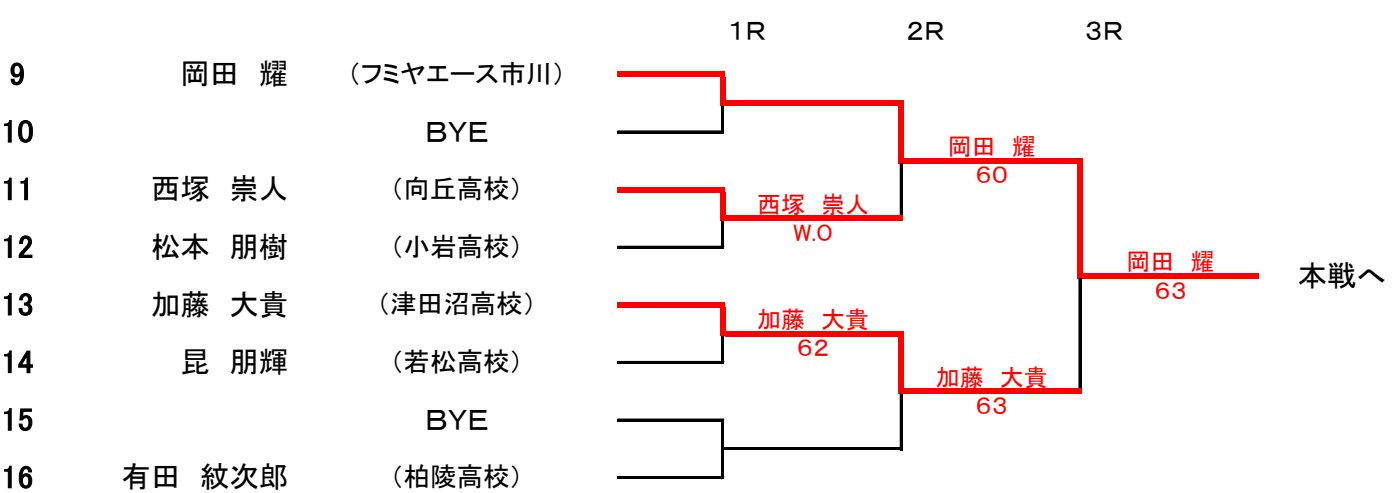 1R 2R 3R
9 岡田 耀 (フミヤエース市川)
10 BYE
岡田 耀
60
11 西塚 崇人 (向丘高校)
西塚 崇人
W.O
12 松本 朋樹 (小岩高校)
岡田 耀
63
本戦へ
13 加藤 大貴 (津田沼高校)
加藤 大貴
62
14 昆 朋輝 (若松高校)
加藤 大貴
63
15 BYE
16 有田 紋次郎 (柏陵高校)